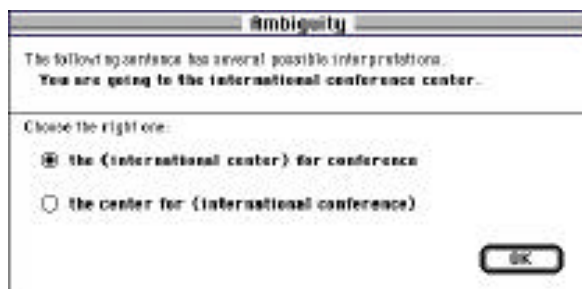 Ambiguity
The following sentence has several possible interpretations.
You are going to the international conference center.
Choose the right one:
the (international center) for conference
the center for (international conference)
OK